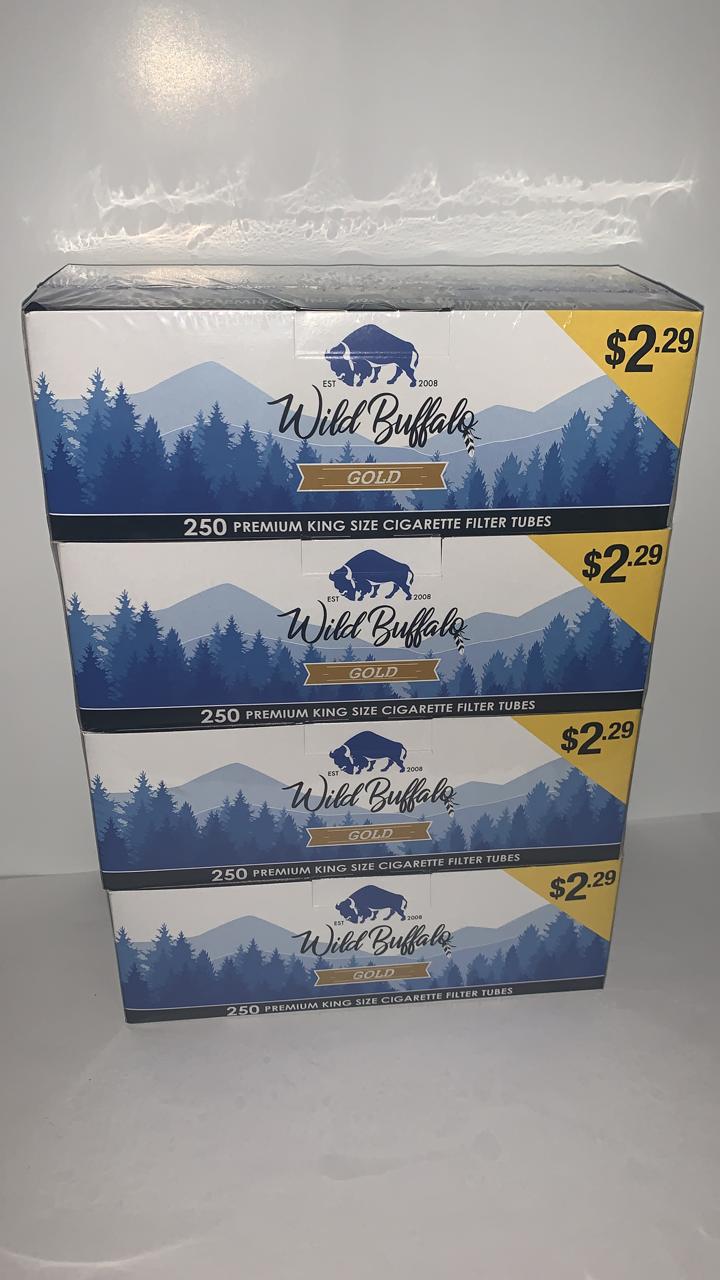 $2.29
EST 2008
Wild Buffalo
GOLD
250 PREMIUM KING SIZE CIGARETTE FILTER TUBES
$2.29
EST 2008
Wild Buffalo
GOLD
250 PREMIUM KING SIZE CIGARETTE FILTER TUBES
$2.29
EST 2008
Wild Buffalo
GOLD
250 PREMIUM KING SIZE CIGARETTE FILTER TUBES
$2.29
EST 2008
Wild Buffalo
GOLD
250 PREMIUM KING SIZE CIGARETTE FILTER TUBES